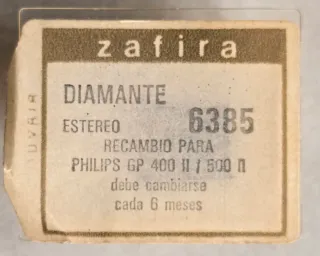 zafira
DIAMANTE
ESTEREO 6385
RECAMBIO PARA
PHILIPS GP 400 II / 500 II
debe cambiarse
cada 6 meses